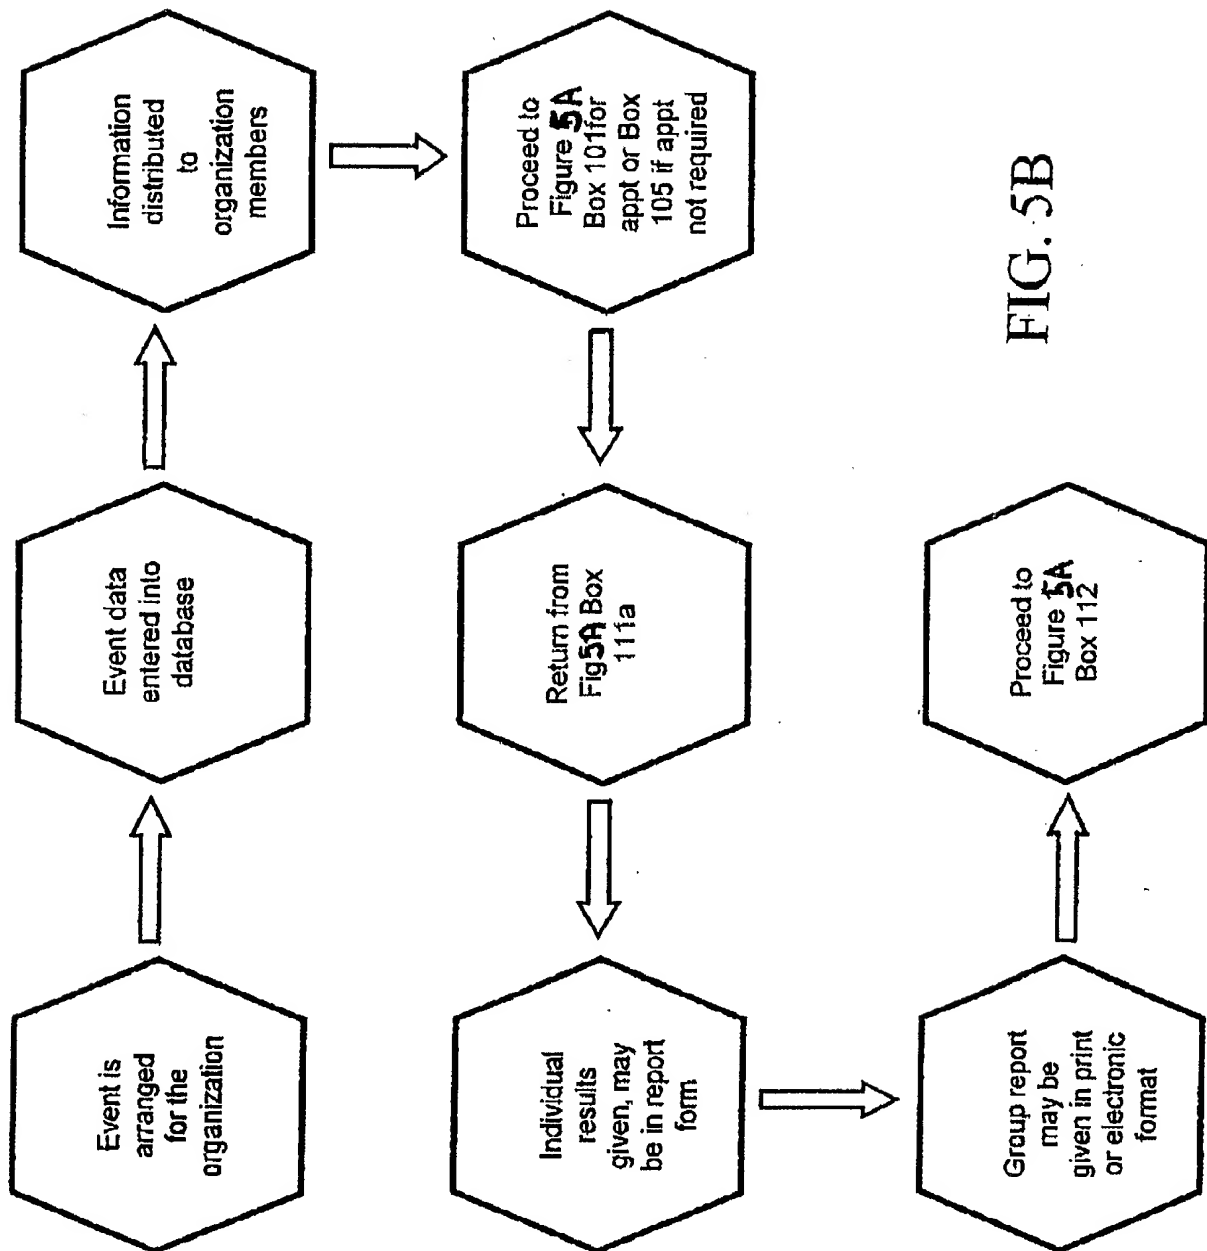 Event is
arranged
for the
organization
Event data
entered into
database
Information
distributed
to
organization
members
Proceed to
Figure 5A
Box 101for
appt or Box
105 if appt
not required
Return from
Fig5A Box
111a
Individual
results
given, may
be in report
form
Group report
may be
given in print
or electronic
format
Proceed to
Figure 5A
Box 112
FIG. 5B